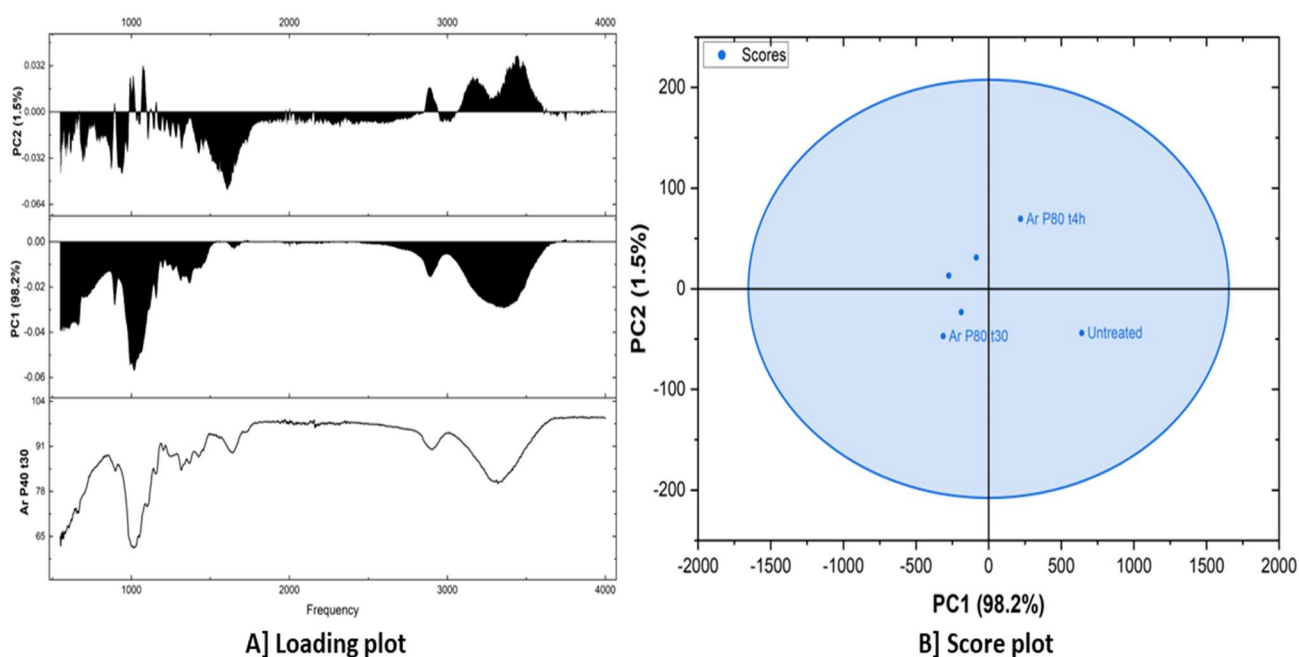 1000 2000 3000 4000
0.032
0.000
-0.032
-0.064
PC2 (1.5%)
0.00
-0.02
-0.04
-0.06
PC1 (98.2%)
104
91
78
65
Ar P40 t30
1000 2000 3000 4000
Frequency
A] Loading plot
Scores
200
100
0
-100
-200
PC2 (1.5%)
Ar P80 t4h
Ar P80 t30
Untreated
-2000 -1500 -1000 -500 0 500 1000 1500 2000
PC1 (98.2%)
B] Score plot